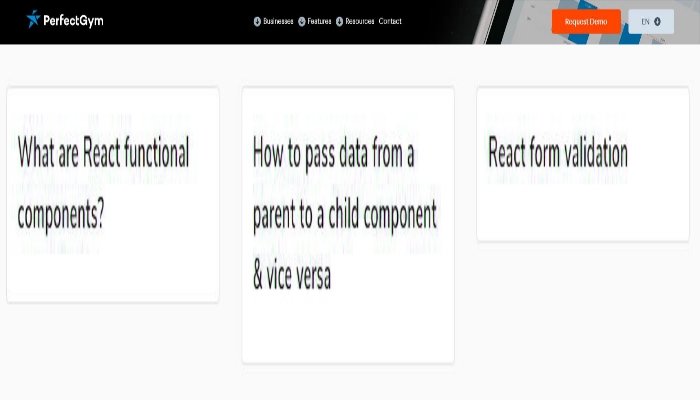 PerfectGym
Businesses Features Resources Contact
Request Demo
EN
What are React functional
components?
How to pass data from a
parent to a child component
& vice versa
React form validation